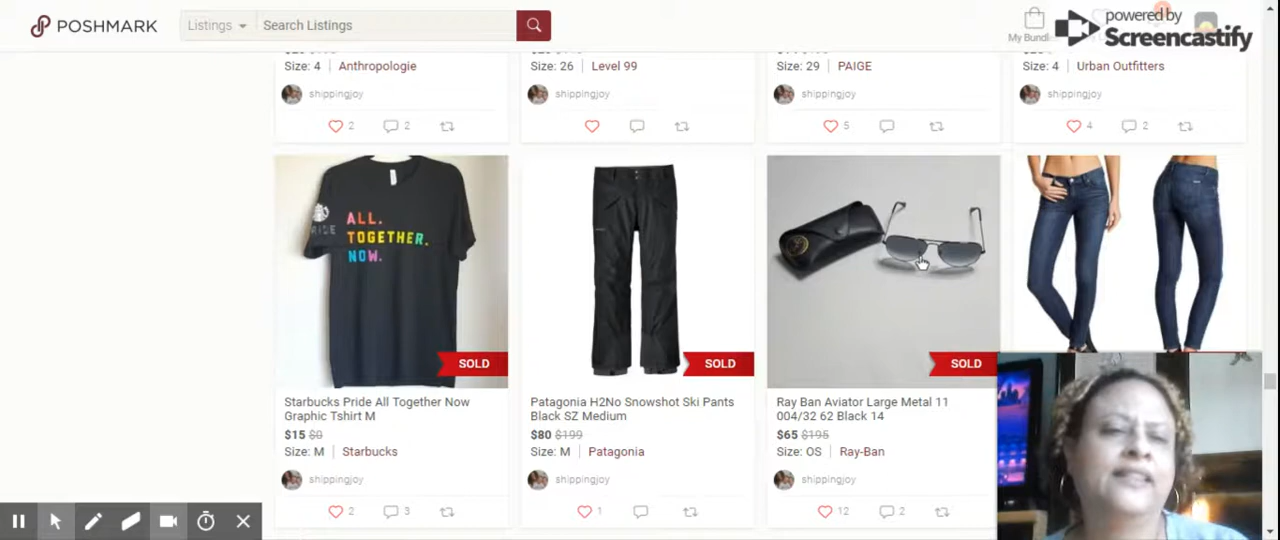 POSHMARK
Listings
Search Listings
My Bundl
powered by
Screencastify
Size: 4 | Anthropologie
shippingjoy
2 2
Size: 26 | Level 99
shippingjoy
Size: 29 | PAIGE
shippingjoy
5
Size: 4 | Urban Outfitters
shippingjoy
4 2
ALL.
TOGETHER.
NOW.
SOLD
Starbucks Pride All Together Now
Graphic Tshirt M
$15 $0
Size: M | Starbucks
shippingjoy
2 3
SOLD
Patagonia H2No Snowshot Ski Pants
Black SZ Medium
$80 $199
Size: M | Patagonia
shippingjoy
1
SOLD
Ray Ban Aviator Large Metal 11
004/32 62 Black 14
$65 $195
Size: OS | Ray-Ban
shippingjoy
12 2